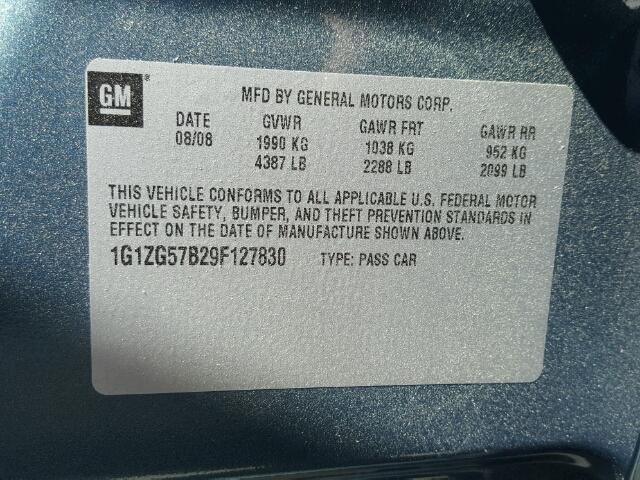 GM®
MFD BY GENERAL MOTORS CORP.
DATE GVWR GAWR FRT GAWR RR
08/08 1990 KG 1038 KG 952 KG
4387 LB 2288 LB 2099 LB
THIS VEHICLE CONFORMS TO ALL APPLICABLE U.S. FEDERAL MOTOR
VEHICLE SAFETY, BUMPER, AND THEFT PREVENTION STANDARDS IN
EFFECT ON THE DATE OF MANUFACTURE SHOWN ABOVE.
1G1ZG57B29F127830 TYPE: PASS CAR